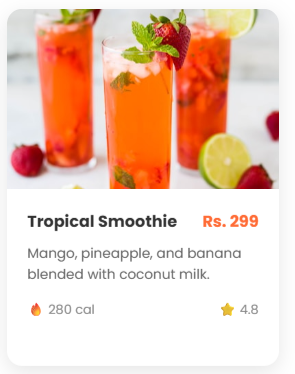 Tropical Smoothie Rs. 299
Mango, pineapple, and banana
blended with coconut milk.
🔥 280 cal ⭐ 4.8